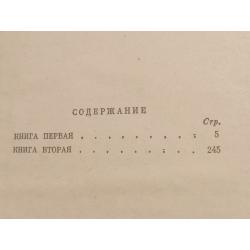 СОДЕРЖАНИЕ
Стр.
КНИГА ПЕРВАЯ . . . . . . . . : 5
КНИГА ВТОРАЯ . . . . . : . . 245